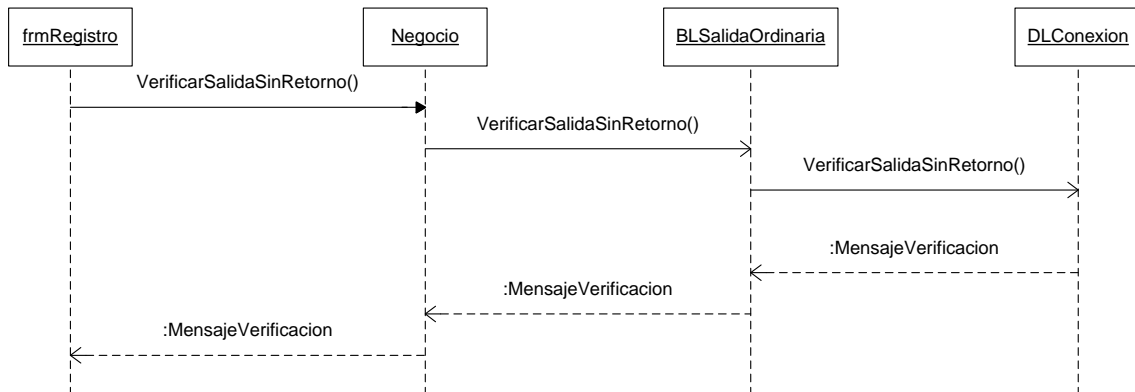 frmRegistro
Negocio
BLSalidaOrdinaria
DLConexion
VerificarSalidaSinRetorno()
VerificarSalidaSinRetorno()
VerificarSalidaSinRetorno()
:MensajeVerificacion
:MensajeVerificacion
:MensajeVerificacion